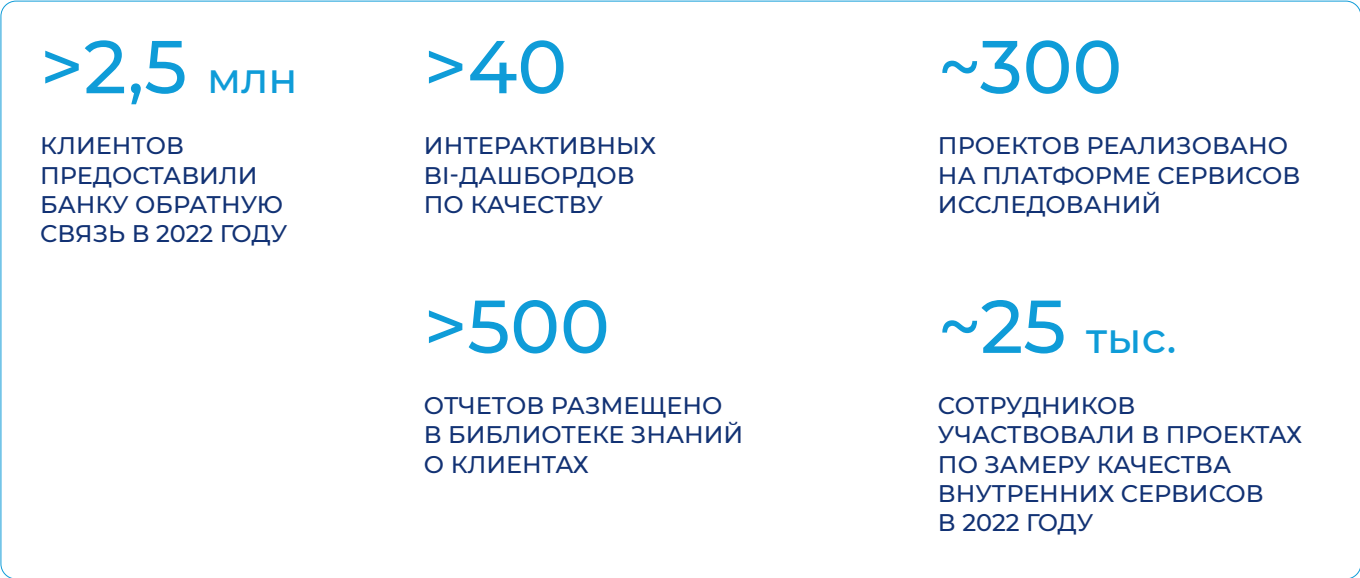 >2,5 млн
КЛИЕНТОВ
ПРЕДОСТАВИЛИ
БАНКУ ОБРАТНУЮ
СВЯЗЬ В 2022 ГОДУ
>40
ИНТЕРАКТИВНЫХ
BI-ДАШБОРДОВ
ПО КАЧЕСТВУ
~300
ПРОЕКТОВ РЕАЛИЗОВАНО
НА ПЛАТФОРМЕ СЕРВИСОВ
ИССЛЕДОВАНИЙ
>500
ОТЧЕТОВ РАЗМЕЩЕНО
В БИБЛИОТЕКЕ ЗНАНИЙ
О КЛИЕНТАХ
~25 тыс.
СОТРУДНИКОВ
УЧАСТВОВАЛИ В ПРОЕКТАХ
ПО ЗАМЕРУ КАЧЕСТВА
ВНУТРЕННИХ СЕРВИСОВ
В 2022 ГОДУ